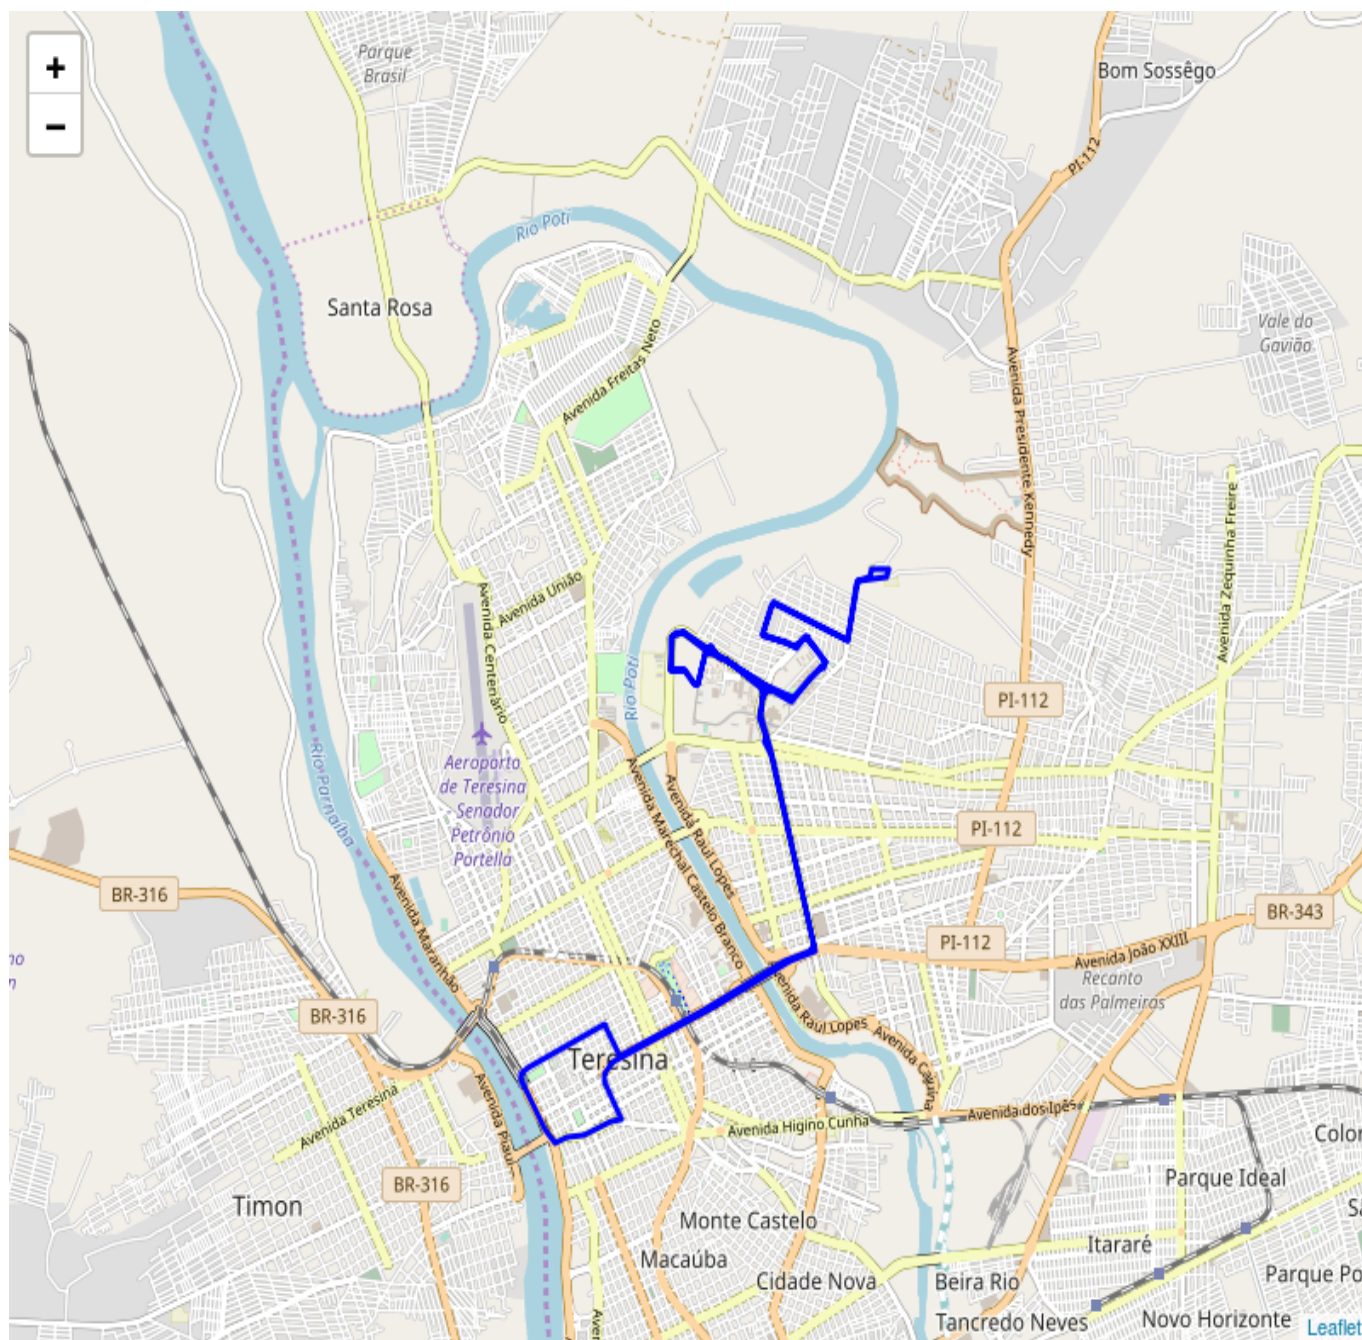 +
−
Parque
Brasil
Bom Sossêgo
PI-112
Rio Poti
Santa Rosa
Vale do
Gavião
Avenida Freitas Neto
Avenida Presidente Kennedy
Avenida Zequinha Freire
Avenida União
Avenida Centenário
Rio Poti
PI-112
Rio Parnaíba
Aeroporto
de Teresina
- Senador
Petrônio
Portella
Avenida Raul Lopes
Avenida Marechal Castelo Branco
PI-112
BR-316
BR-343
Avenida Maranhão
PI-112
Avenida João XXIII
Recanto
das Palmeiras
BR-316
Avenida Raul Lopes
Avenida Cajuína
Teresina
Avenida Teresina
Avenida Piauí
Avenida Higino Cunha
Avenida dos Ipês
BR-316
Parque Ideal
Timon
Monte Castelo
Itararé
Macaúba
Cidade Nova
Beira Rio
Tancredo Neves
Novo Horizonte
Leaflet